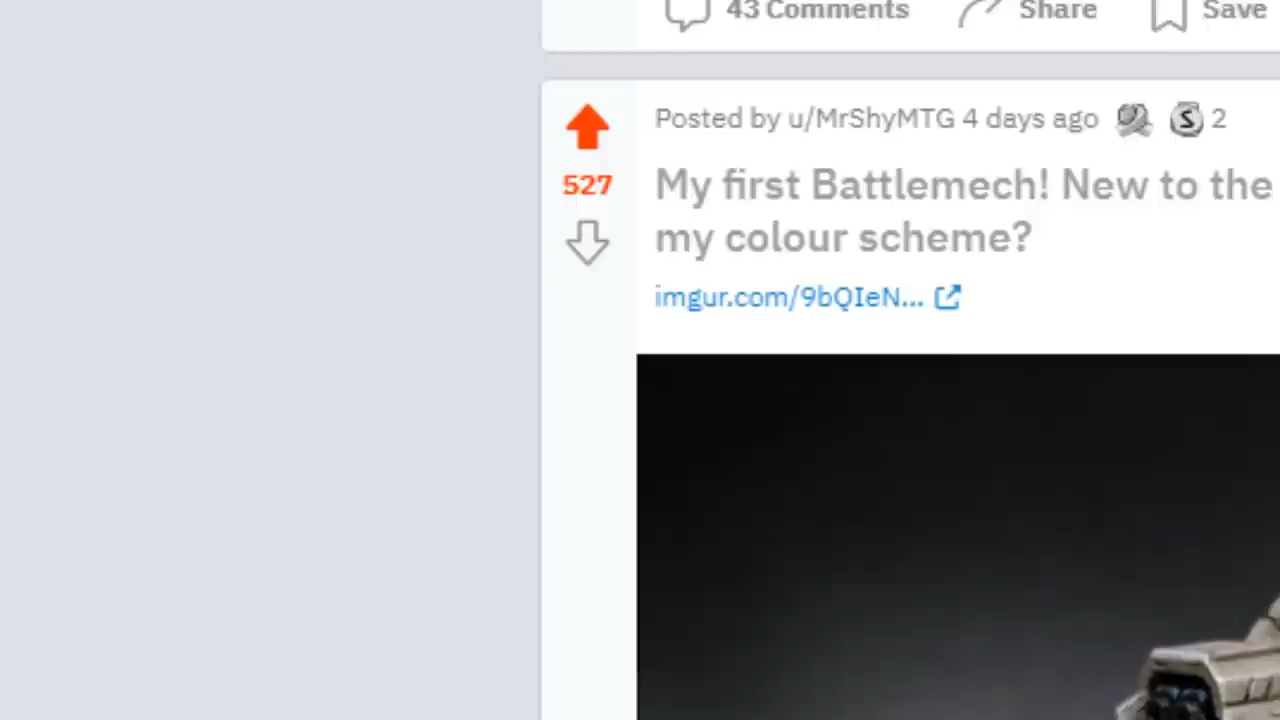 43 Comments Share Save
Posted by u/MrShyMTG 4 days ago S 2
527
My first Battlemech! New to the
my colour scheme?
imgur.com/9bQIeN...